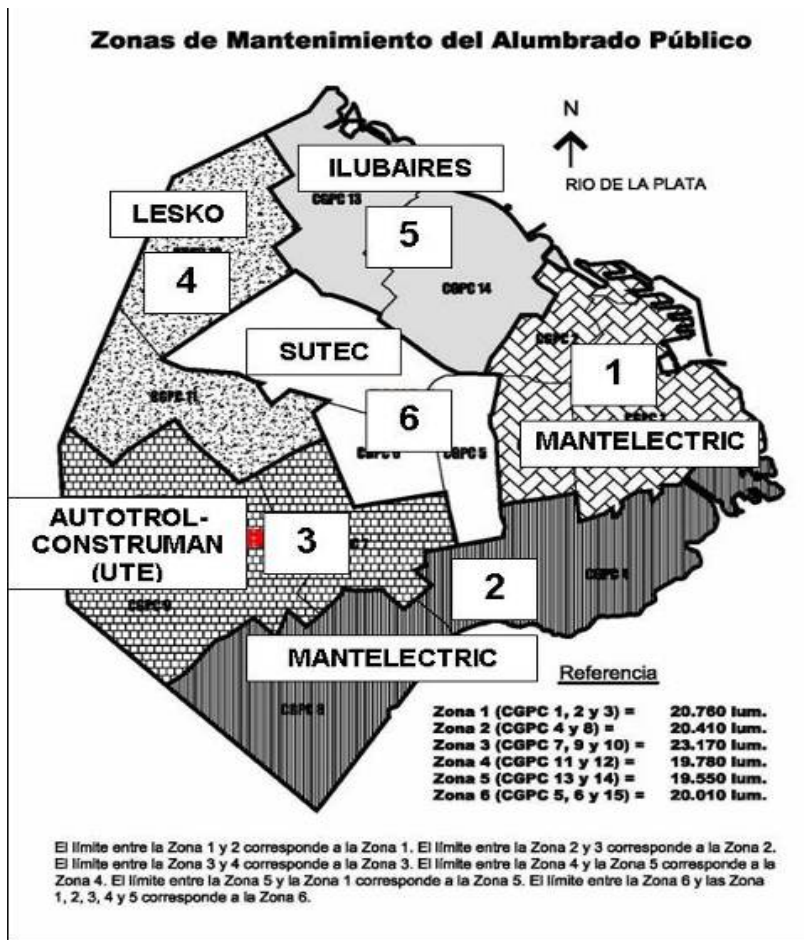 Zonas de Mantenimiento del Alumbrado Público
N
RIO DE LA PLATA
ILUBAIRES
CGPC 13
LESKO
5
4
CGPC 14
SUTEC
CGPC 2
1
CGPC 11
6
MANTELECTRIC
CGPC 6
CGPC 5
AUTOTROL-
CONSTRUMAN
(UTE)
3
2
CGPC 4
CGPC 9
MANTELECTRIC
CGPC 8
Referencia
Zona 1 (CGPC 1, 2 y 3) = 20.760 lum.
Zona 2 (CGPC 4 y 8) = 20.410 lum.
Zona 3 (CGPC 7, 9 y 10) = 23.170 lum.
Zona 4 (CGPC 11 y 12) = 19.780 lum.
Zona 5 (CGPC 13 y 14) = 19.550 lum.
Zona 6 (CGPC 5, 6 y 15) = 20.010 lum.
El límite entre la Zona 1 y 2 corresponde a la Zona 1. El límite entre la Zona 2 y 3 corresponde a la Zona 2.
El límite entre la Zona 3 y 4 corresponde a la Zona 3. El límite entre la Zona 4 y la Zona 5 corresponde a la
Zona 4. El límite entre la Zona 5 y la Zona 1 corresponde a la Zona 5. El límite entre la Zona 6 y las Zona
1, 2, 3, 4 y 5 corresponde a la Zona 6.